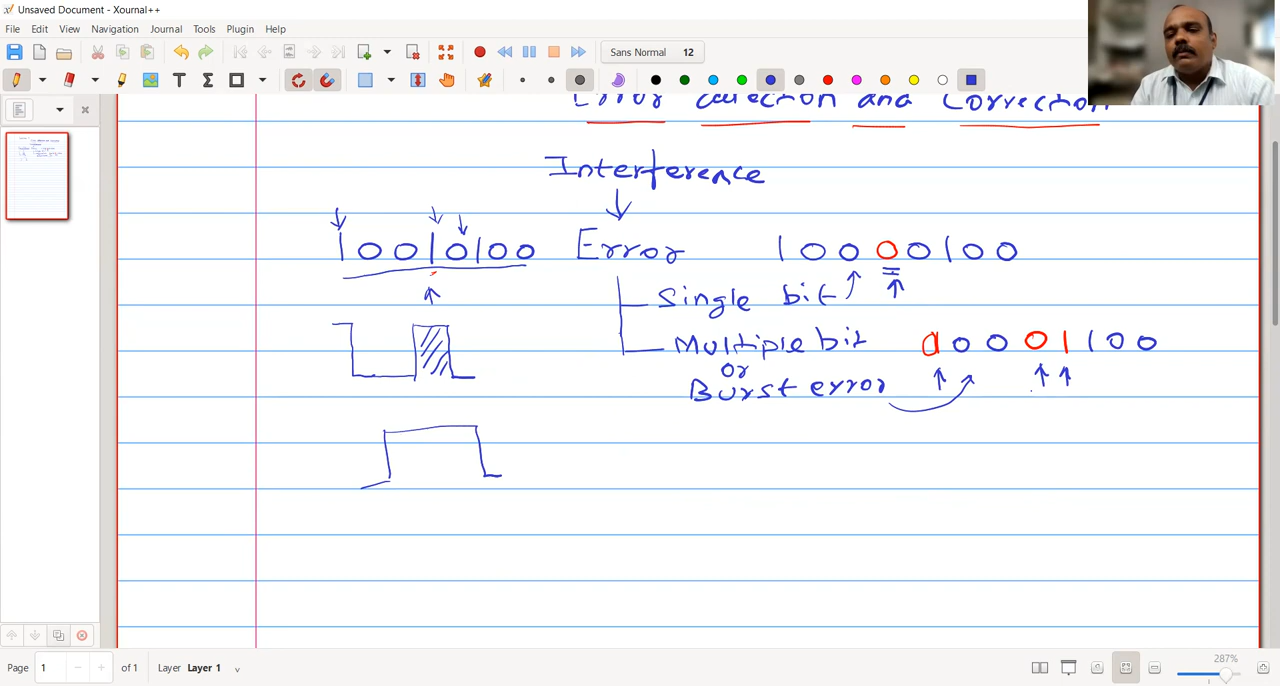 Unsaved Document - Xournal++
File Edit View Navigation Journal Tools Plugin Help
Sans Normal 12
Error detection and Correction
Interference
10010100 Error 10000100
Single bit
Multiple bit 00001100
or
Burst error
Page 1 of 1 Layer Layer 1 287%